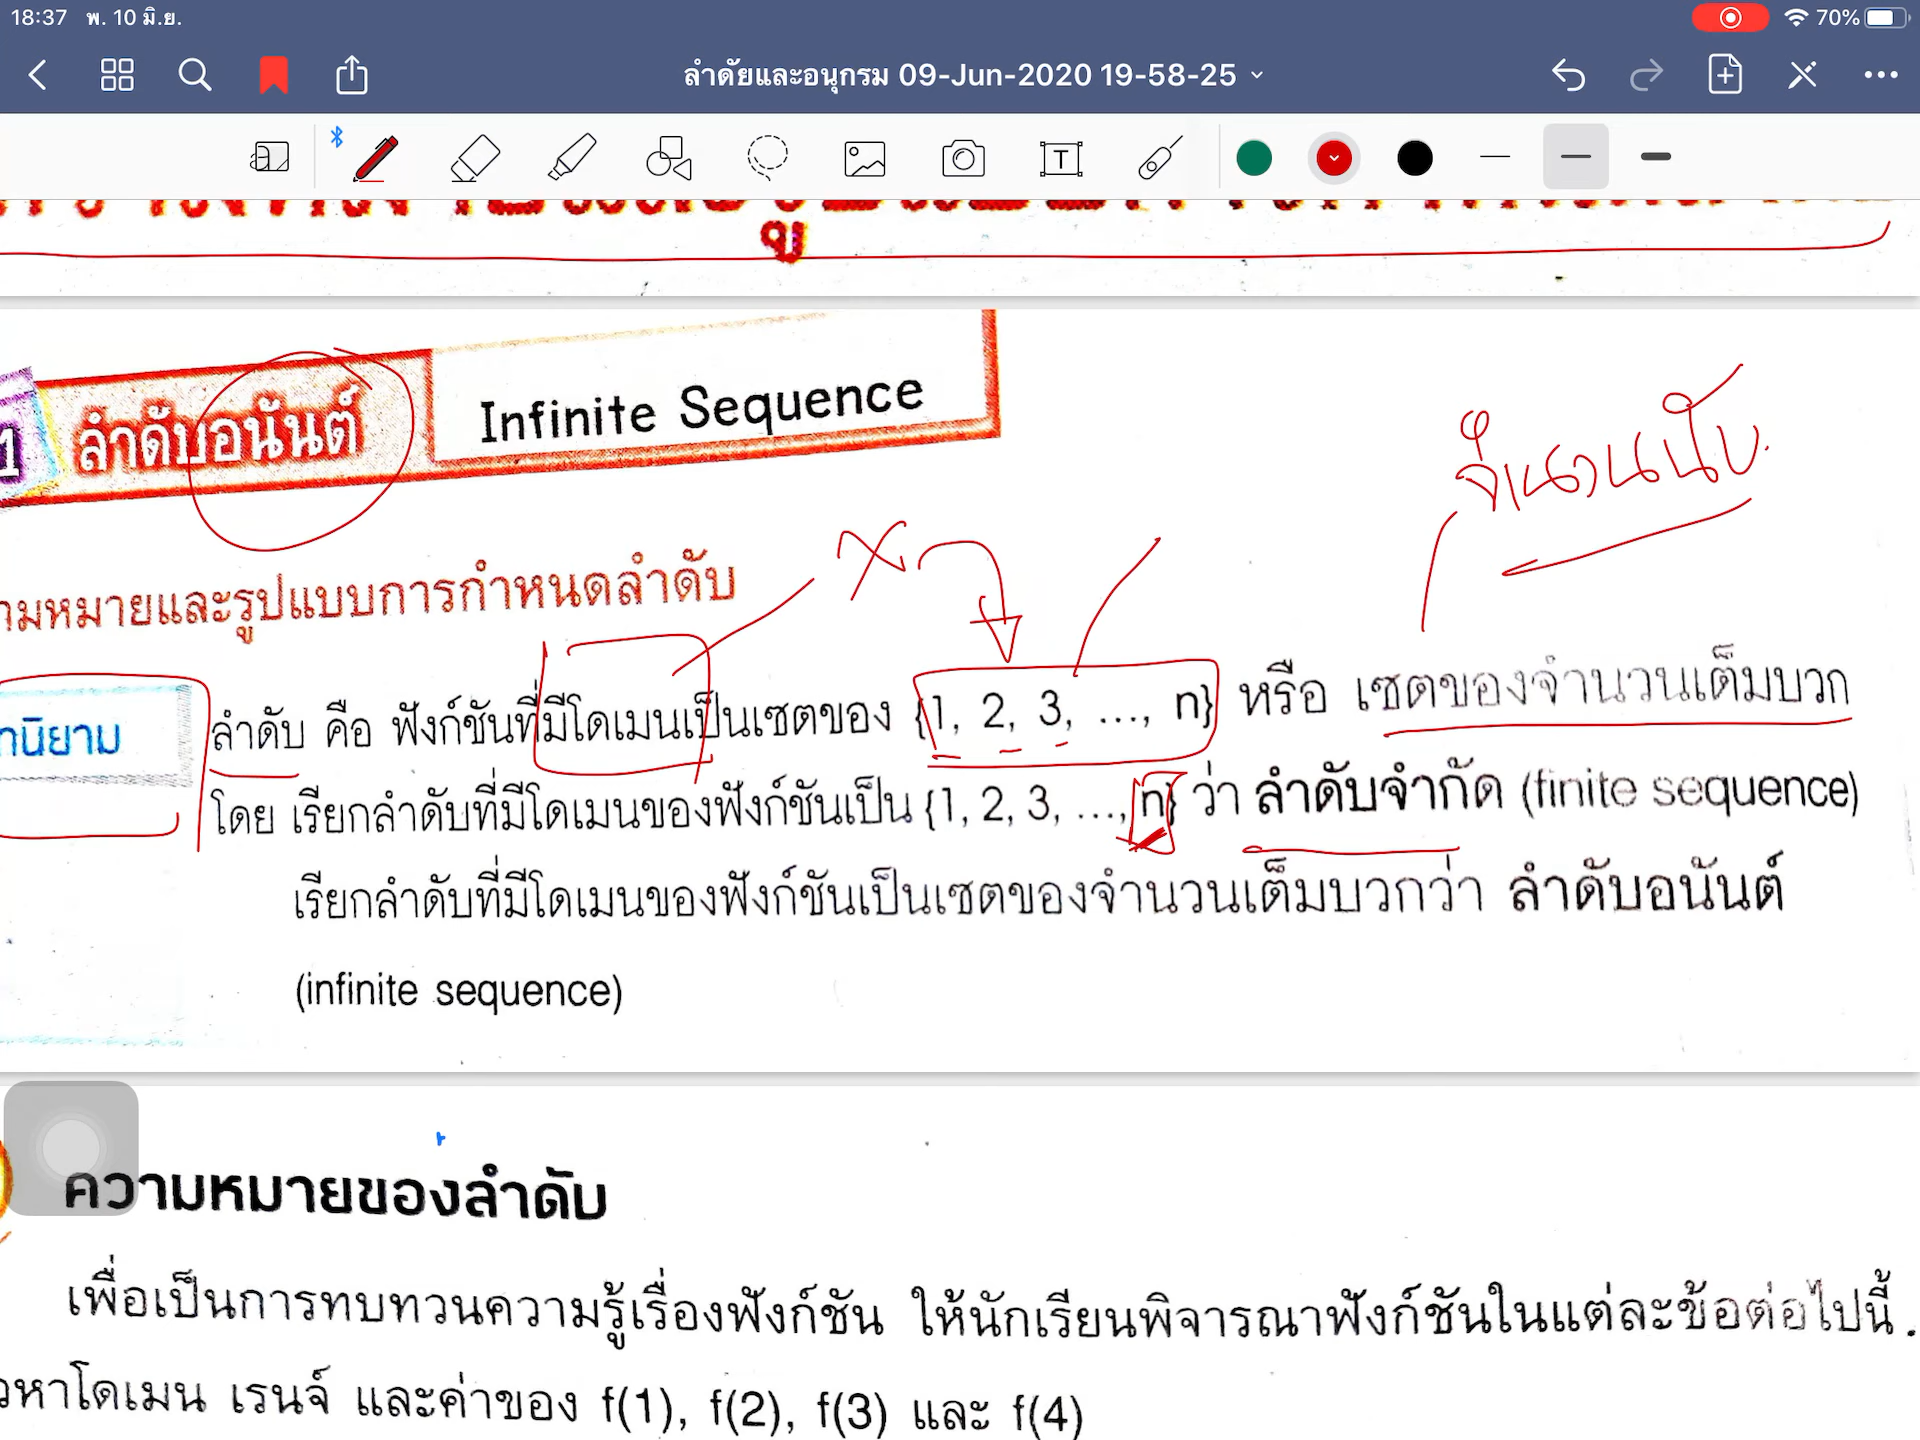 18:37 พ. 10 มิ.ย.
70%
ลำดัยและอนุกรม 09-Jun-2020 19-58-25
1 ลำดับอนันต์ Infinite Sequence
จำนวนนับ
X
ามหมายและรูปแบบการกำหนดลำดับ
ทนิยาม
ลำดับ คือ ฟังก์ชันที่มีโดเมนเป็นเซตของ {1, 2, 3, ..., n} หรือ เซตของจำนวนเต็มบวก
โดย เรียกลำดับที่มีโดเมนของฟังก์ชันเป็น {1, 2, 3, ..., n} ว่า ลำดับจำกัด (finite sequence)
เรียกลำดับที่มีโดเมนของฟังก์ชันเป็นเซตของจำนวนเต็มบวกว่า ลำดับอนันต์
(infinite sequence)
ความหมายของลำดับ
เพื่อเป็นการทบทวนความรู้เรื่องฟังก์ชัน ให้นักเรียนพิจารณาฟังก์ชันในแต่ละข้อต่อไปนี้
วหาโดเมน เรนจ์ และค่าของ f(1), f(2), f(3) และ f(4)